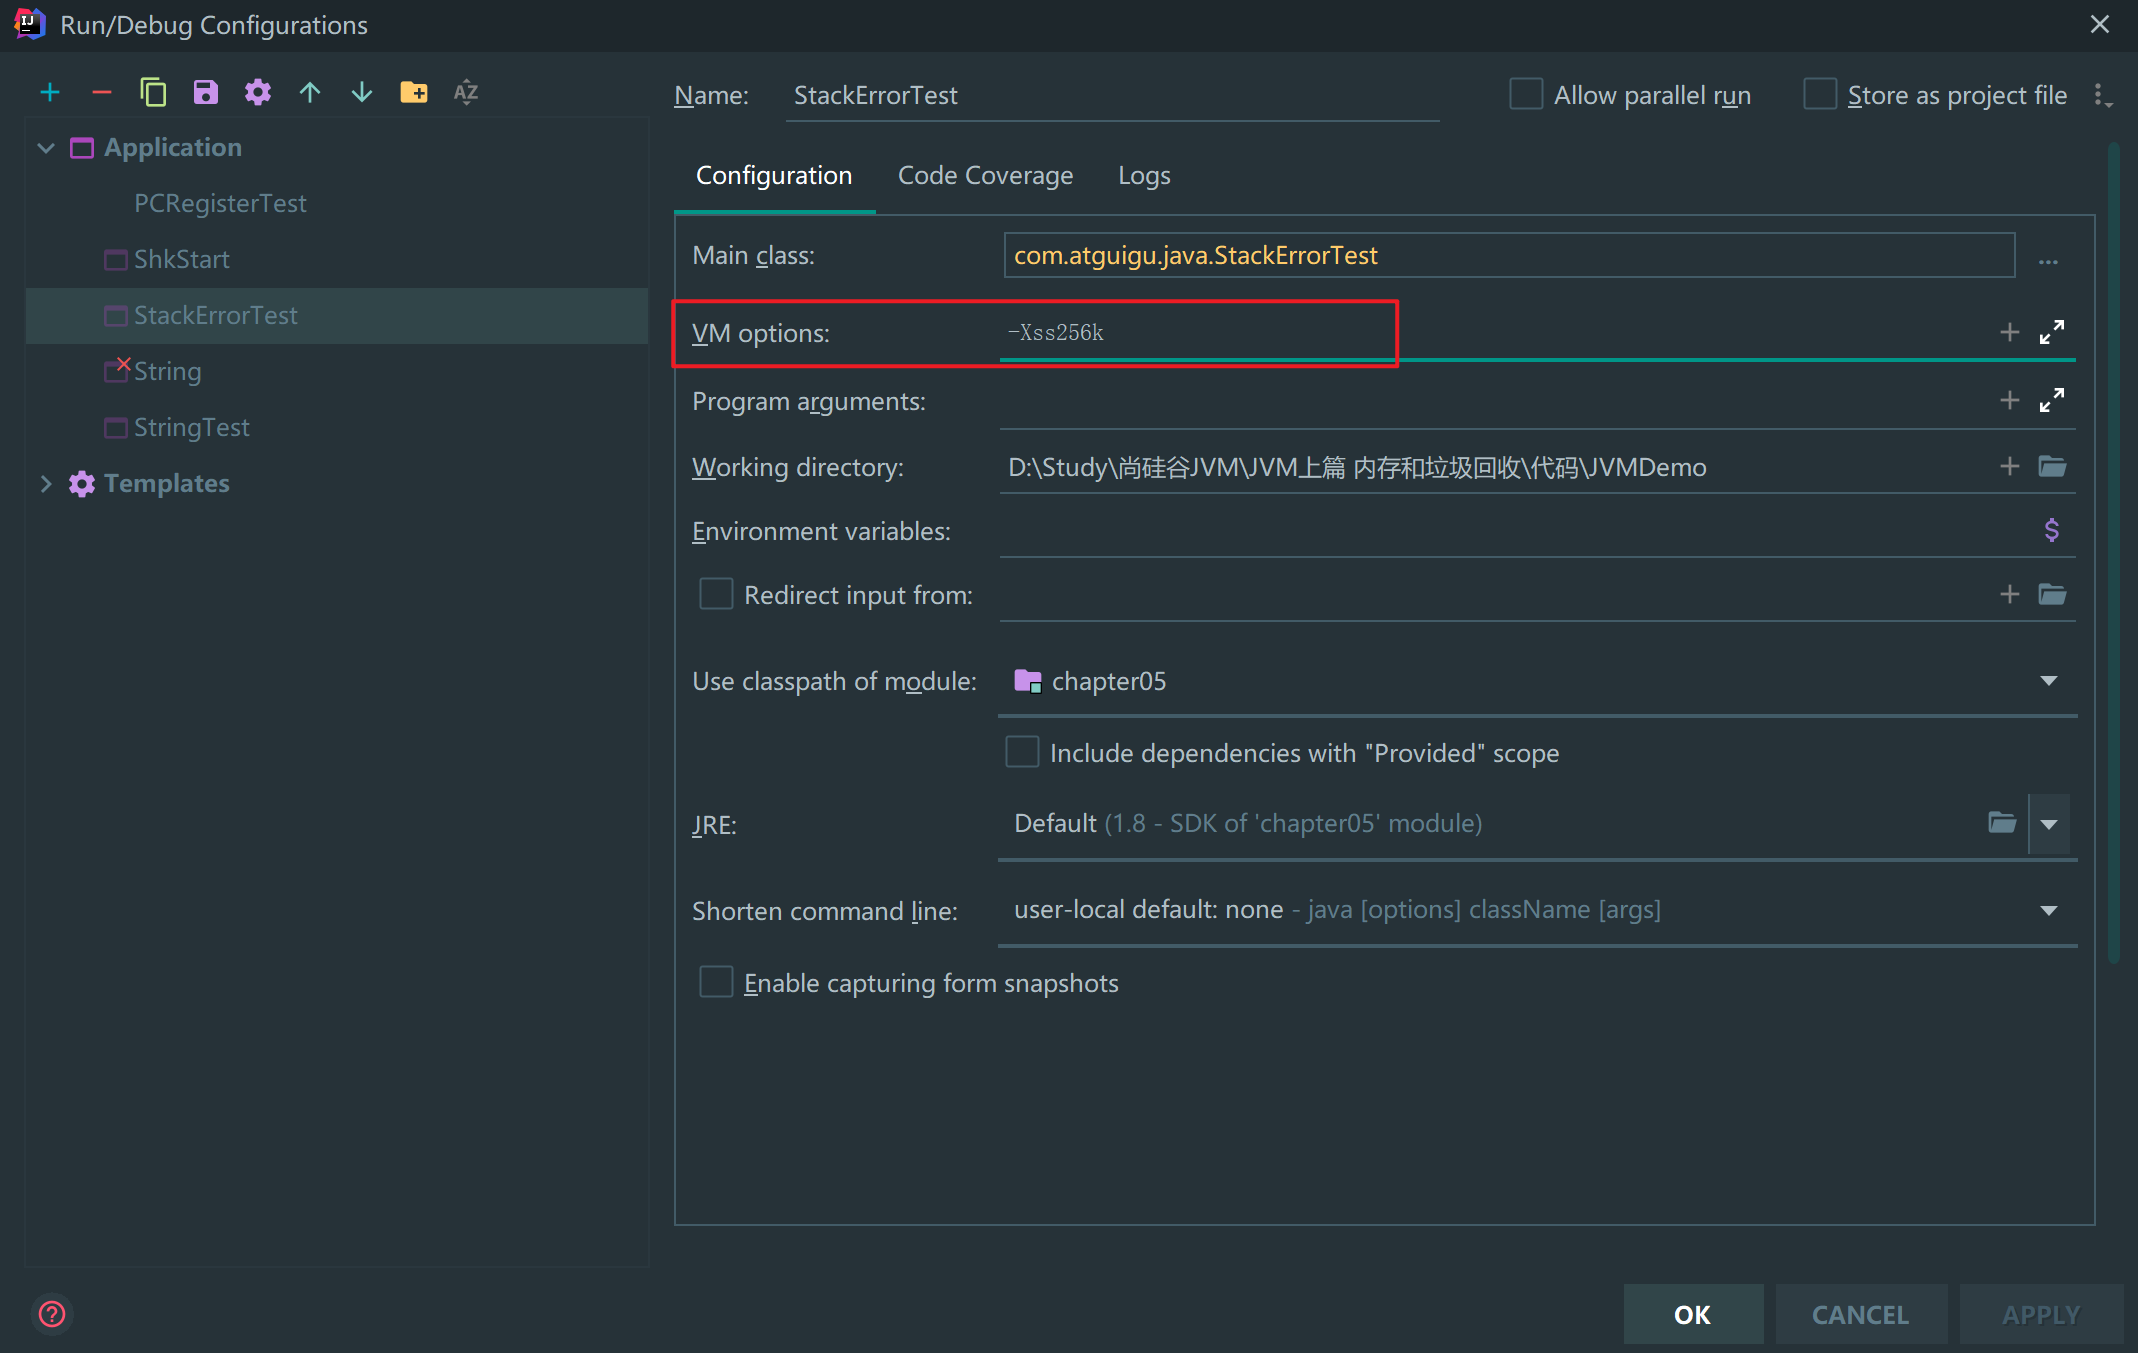 Run/Debug Configurations
Application
PCRegisterTest
ShkStart
StackErrorTest
String
StringTest
Templates
Name: StackErrorTest
Allow parallel run
Store as project file
Configuration Code Coverage Logs
Main class: com.atguigu.java.StackErrorTest ...
VM options: -Xss256k
Program arguments:
Working directory: D:\Study\尚硅谷JVM\JVM上篇 内存和垃圾回收\代码\JVMDemo
Environment variables: $
Redirect input from:
Use classpath of module: chapter05
Include dependencies with "Provided" scope
JRE: Default (1.8 - SDK of 'chapter05' module)
Shorten command line: user-local default: none - java [options] className [args]
Enable capturing form snapshots
OK CANCEL APPLY